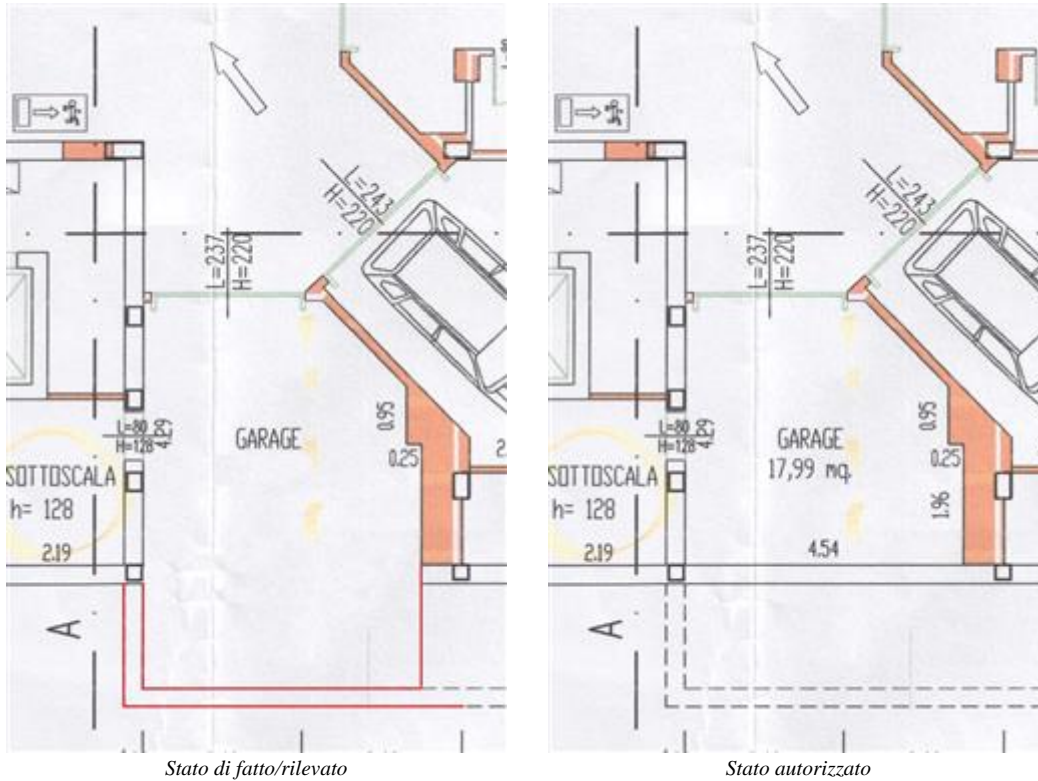 L=243
H=220
L=237
H=220
L=80
H=128
4.29
GARAGE
0.95
0.25
SOTTOSCALA
h= 128
2.19
A
Stato di fatto/rilevato
L=243
H=220
L=237
H=220
L=80
H=128
4.29
GARAGE
17,99 mq.
0.95
0.25
1.96
SOTTOSCALA
h= 128
2.19
4.54
A
Stato autorizzato